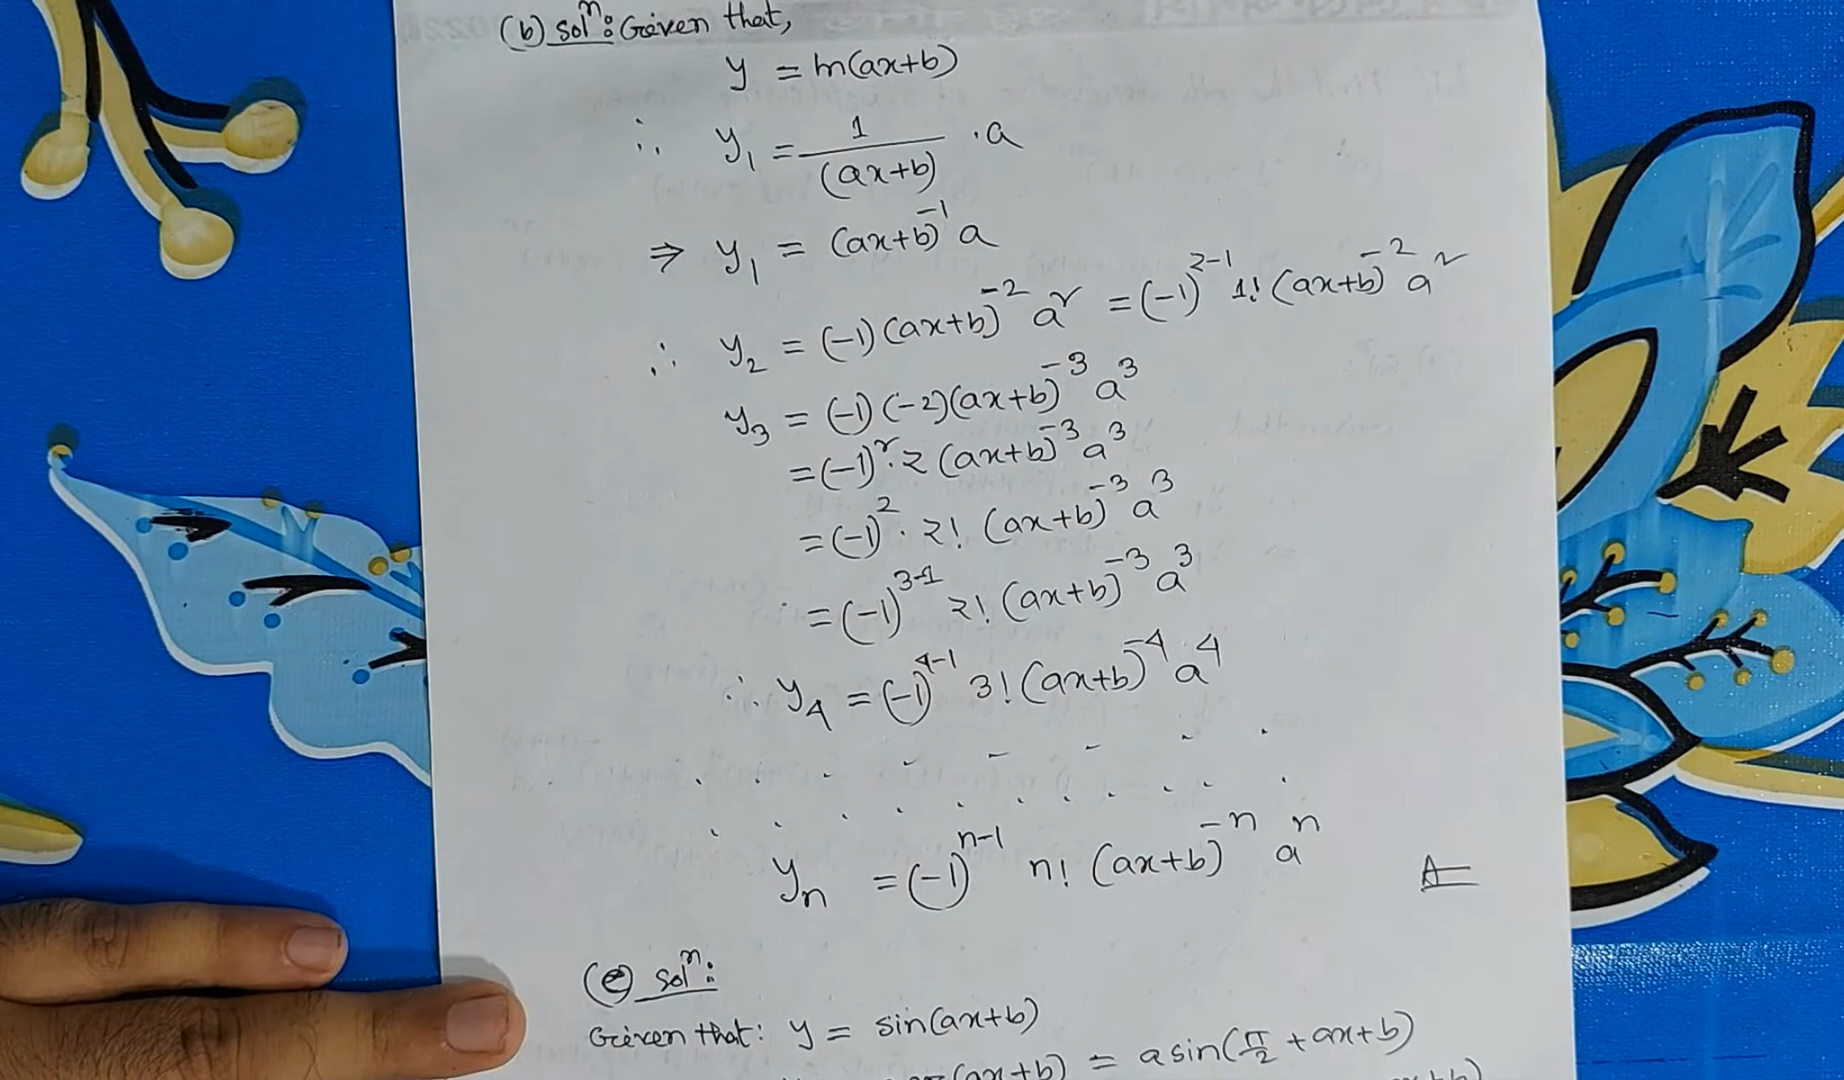 (b) solⁿ: Given that,
y = ln(ax+b)
∴ y₁ = 1/(ax+b) · a
⇒ y₁ = (ax+b)⁻¹ a
∴ y₂ = (-1)(ax+b)⁻² a² = (-1)²⁻¹ 1! (ax+b)⁻² a²
y₃ = (-1)(-2)(ax+b)⁻³ a³
= (-1)² · 2 (ax+b)⁻³ a³
= (-1)² · 2! (ax+b)⁻³ a³
= (-1)³⁻¹ 2! (ax+b)⁻³ a³
∴ y₄ = (-1)⁴⁻¹ 3! (ax+b)⁻⁴ a⁴
yₙ = (-1)ⁿ⁻¹ n! (ax+b)⁻ⁿ aⁿ
(e) solⁿ:
Given that: y = sin(ax+b)
(ax+b) = a sin(π/2 + ax+b)